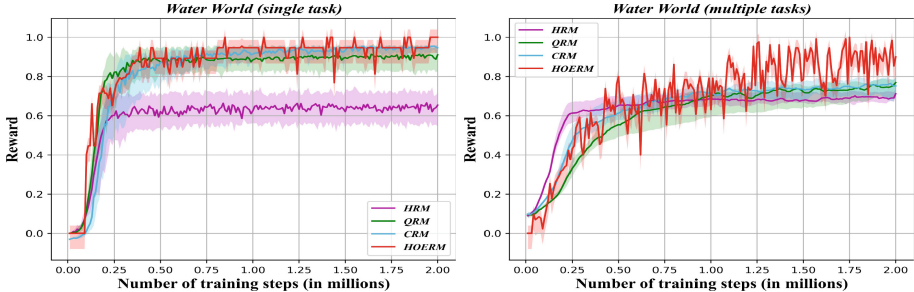 Water World (single task)
Reward
1.0
0.8
0.6
0.4
0.2
0.0
HRM
QRM
CRM
HOERM
0.00 0.25 0.50 0.75 1.00 1.25 1.50 1.75 2.00
Number of training steps (in millions)
Water World (multiple tasks)
Reward
1.0
0.8
0.6
0.4
0.2
0.0
HRM
QRM
CRM
HOERM
0.00 0.25 0.50 0.75 1.00 1.25 1.50 1.75 2.00
Number of training steps (in millions)